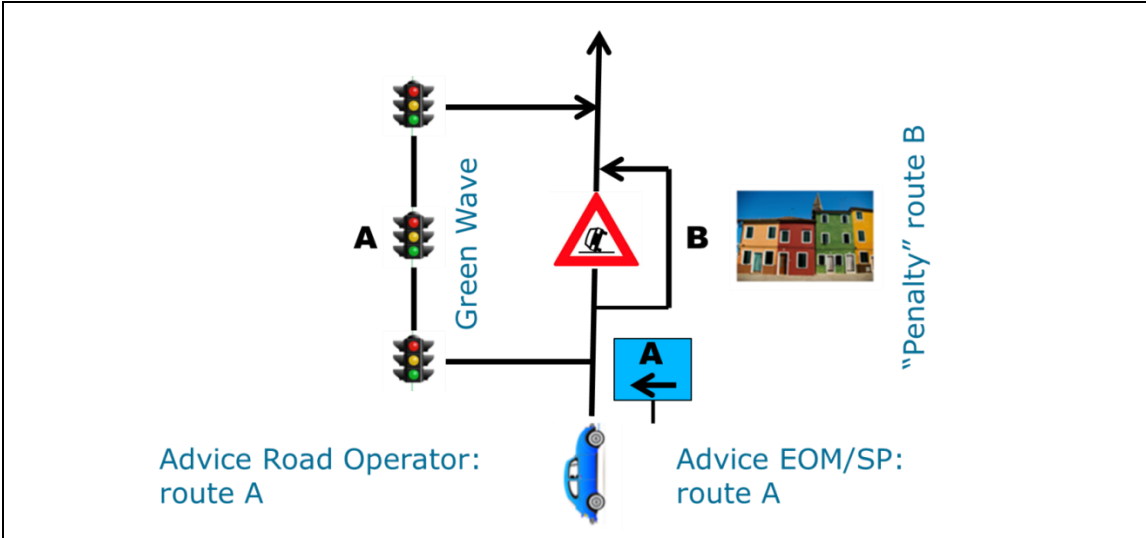 A
Green Wave
B
"Penalty" route B
A
Advice Road Operator:
route A
Advice EOM/SP:
route A